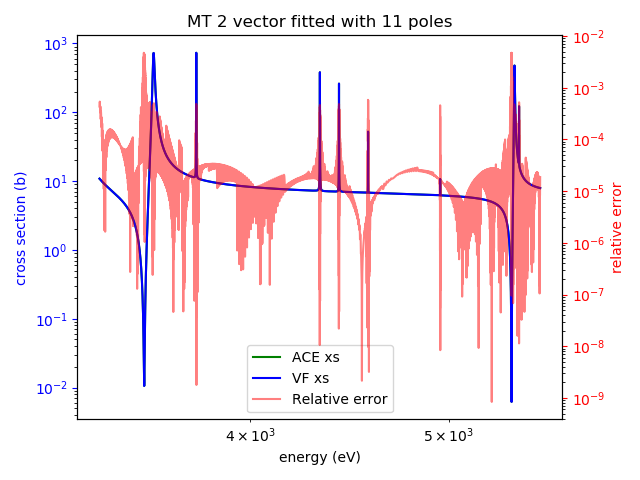 MT 2 vector fitted with 11 poles
10³
10²
10¹
10⁰
10⁻¹
10⁻²
cross section (b)
10⁻²
10⁻³
10⁻⁴
10⁻⁵
10⁻⁶
10⁻⁷
10⁻⁸
10⁻⁹
relative error
ACE xs
VF xs
Relative error
4 × 10³
5 × 10³
energy (eV)